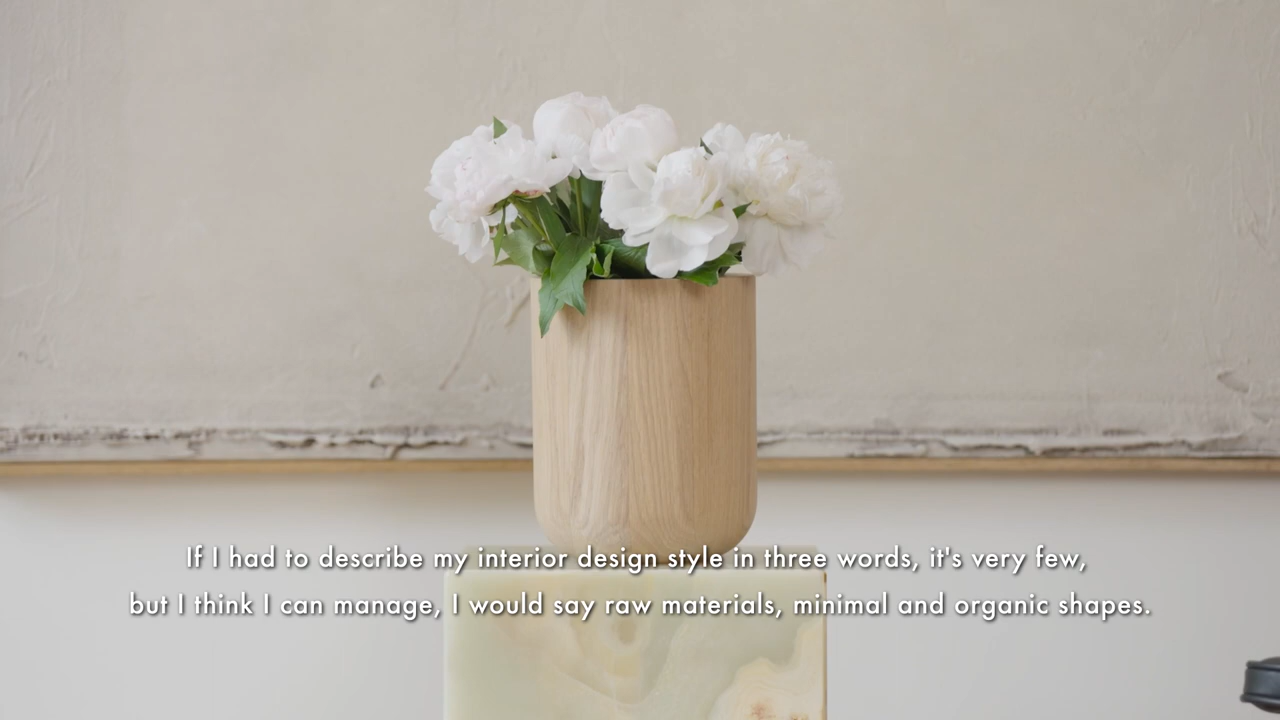 If I had to describe my interior design style in three words, it's very few,
but I think I can manage, I would say raw materials, minimal and organic shapes.